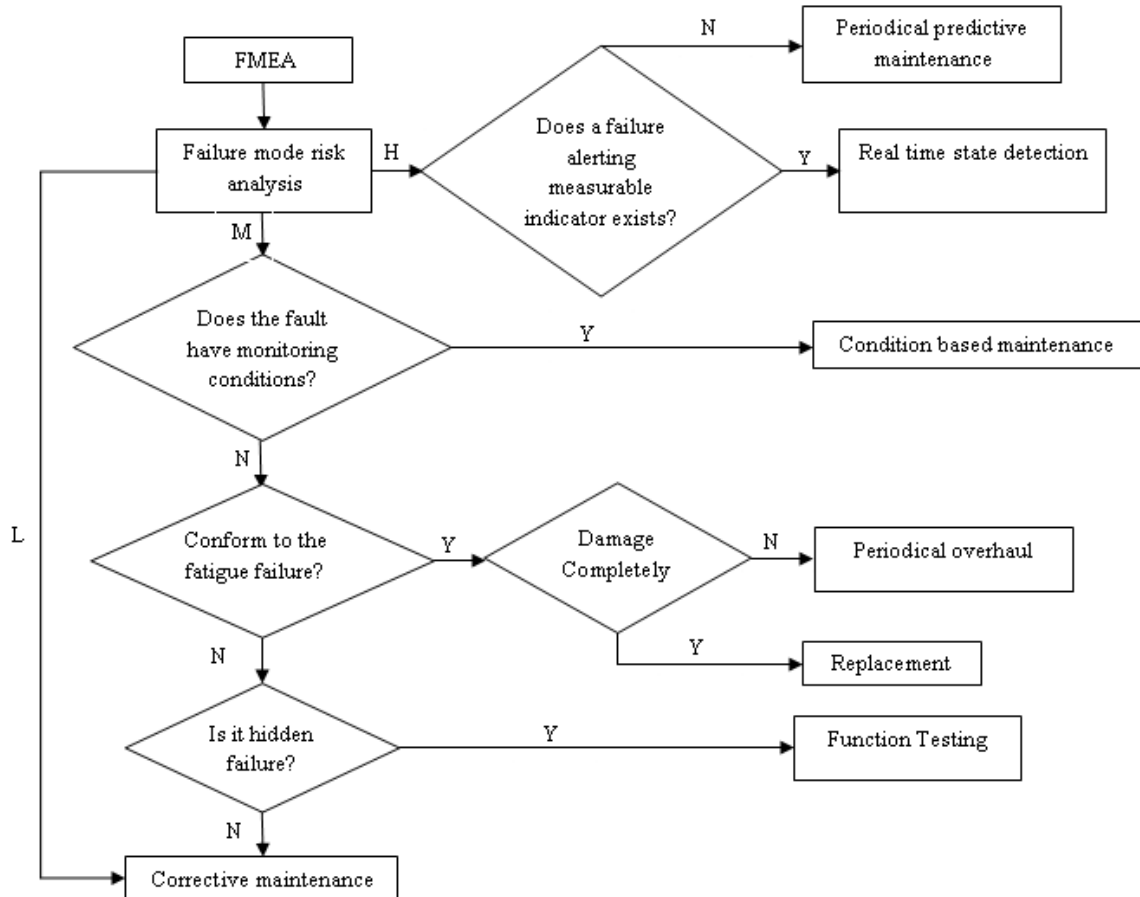 FMEA
N
Periodical predictive
maintenance
Failure mode risk
analysis
H
Does a failure
alerting
measurable
indicator exists?
Y
Real time state detection
M
Does the fault
have monitoring
conditions?
Y
Condition based maintenance
N
L
Conform to the
fatigue failure?
Y
Damage
Completely
N
Periodical overhaul
Y
Replacement
N
Is it hidden
failure?
Y
Function Testing
N
Corrective maintenance